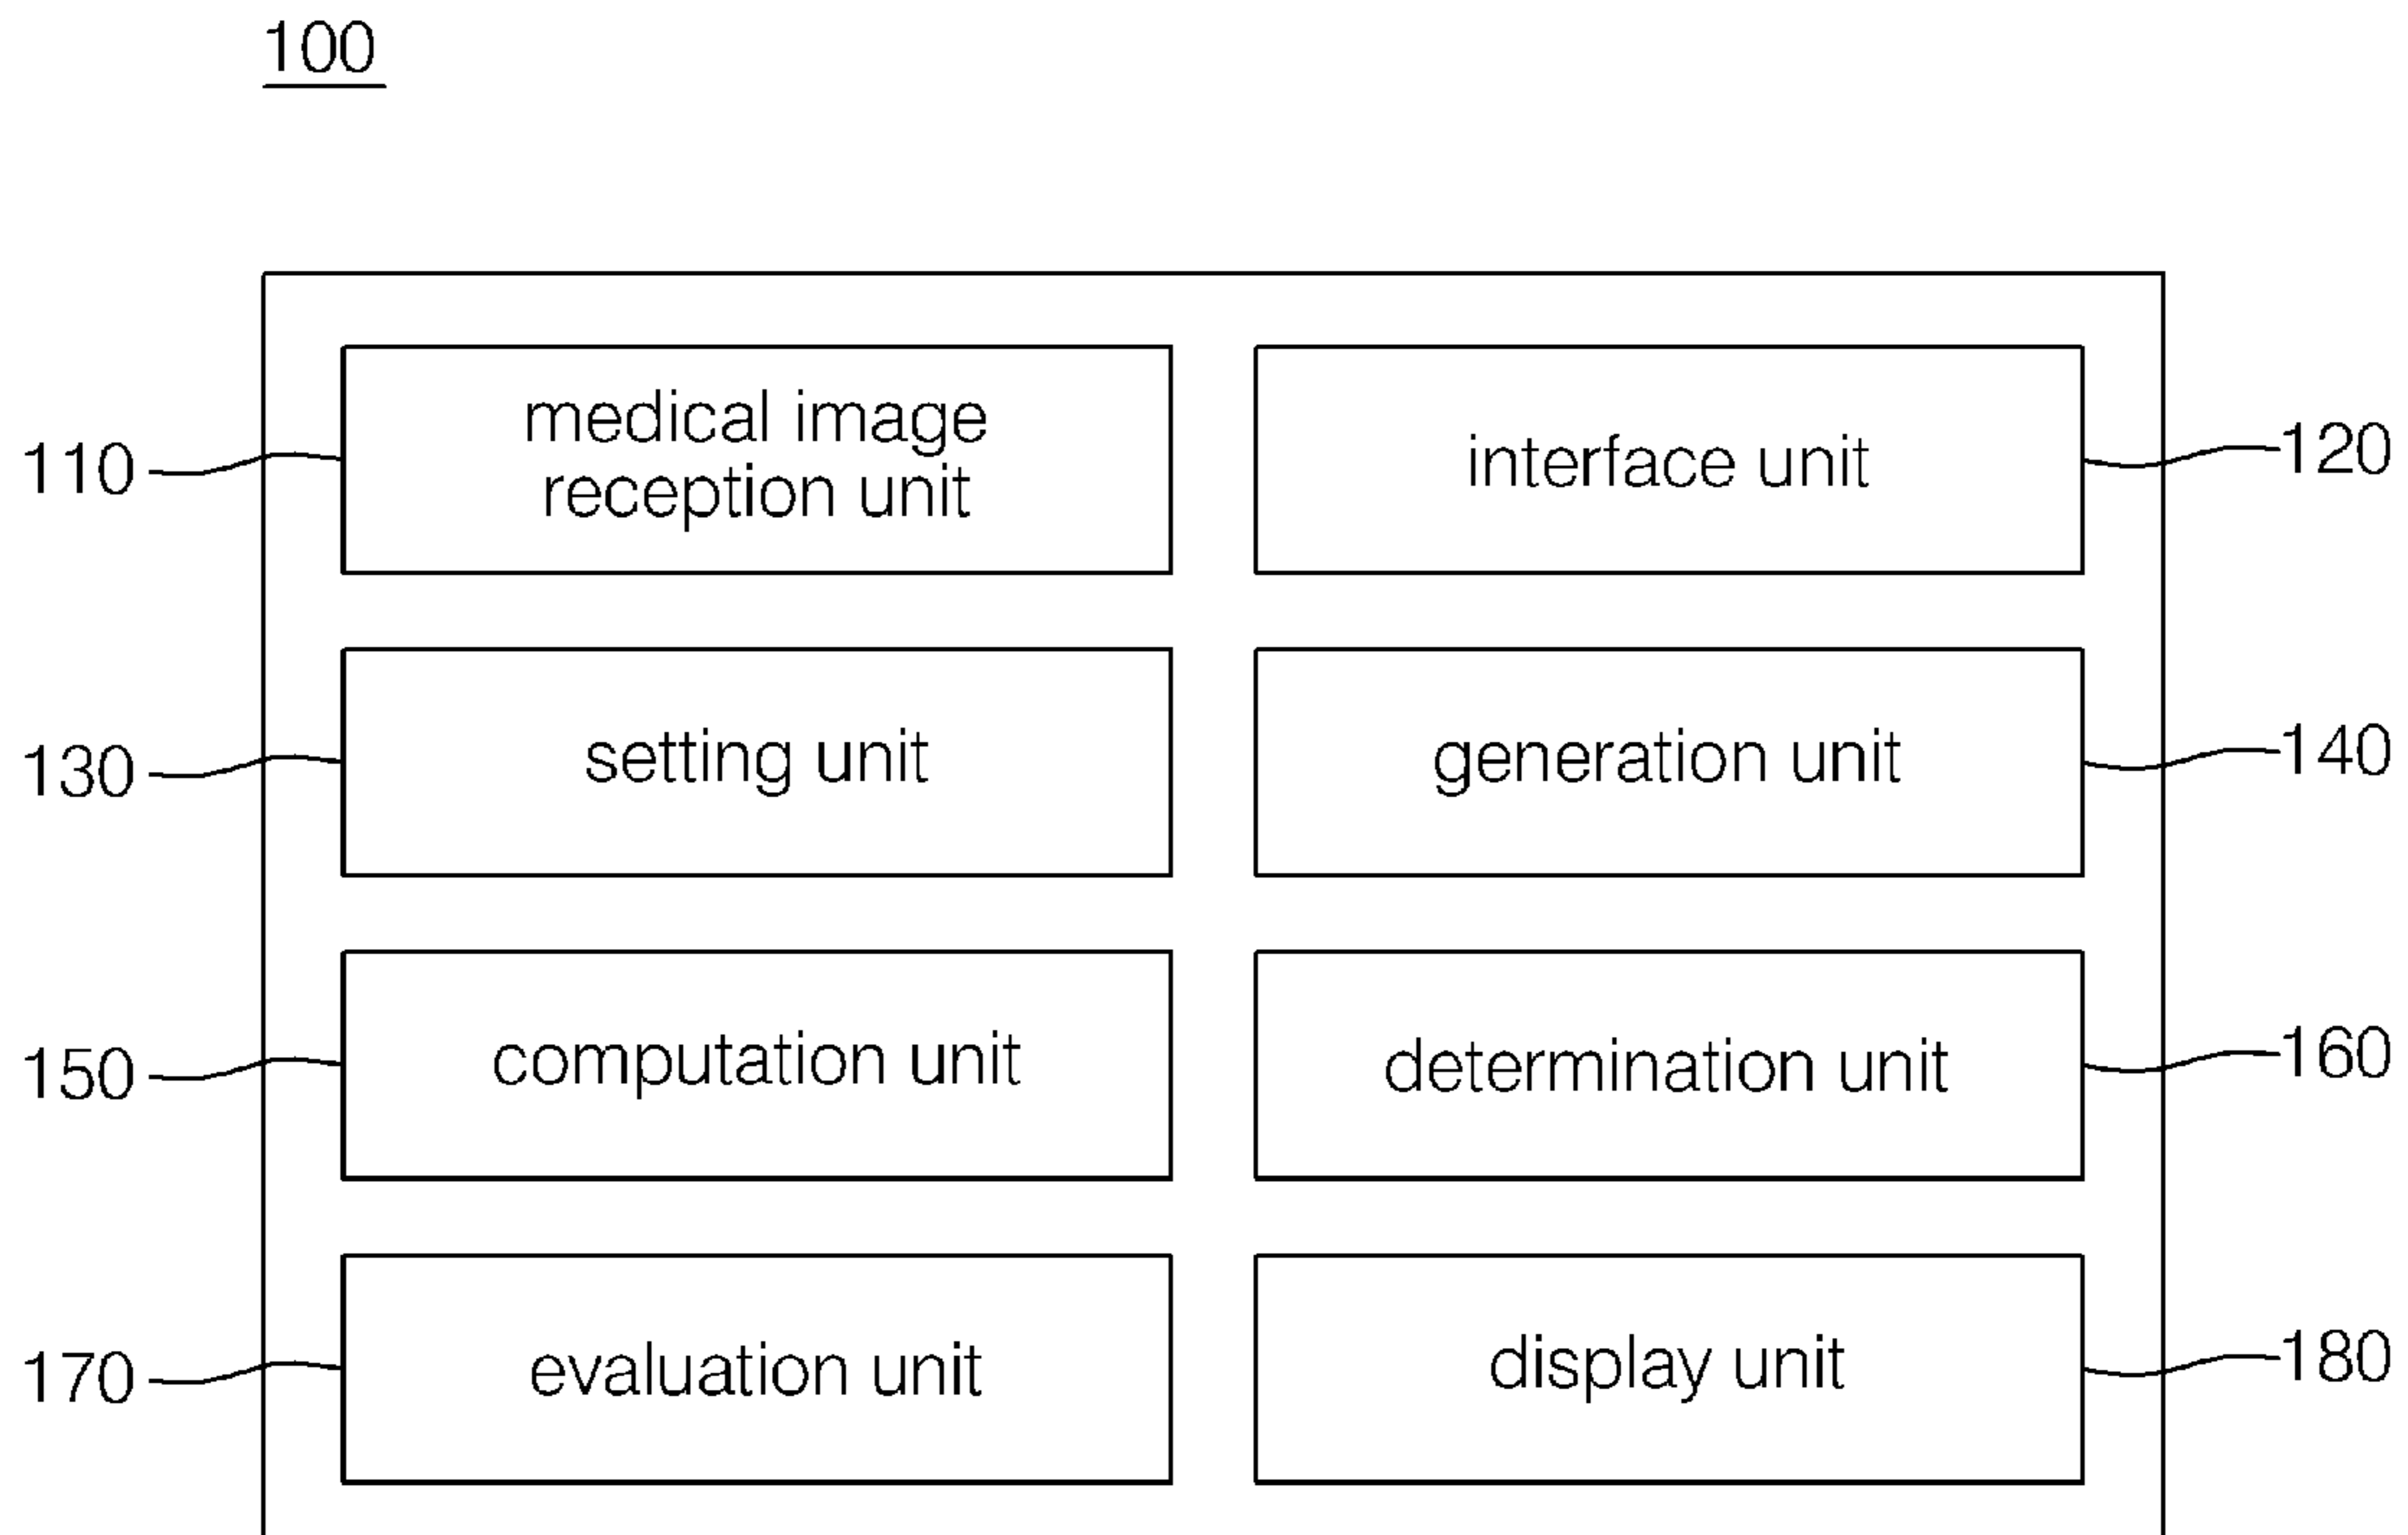 100
medical image
reception unit
110
interface unit
120
setting unit
130
generation unit
140
computation unit
150
determination unit
160
evaluation unit
170
display unit
180